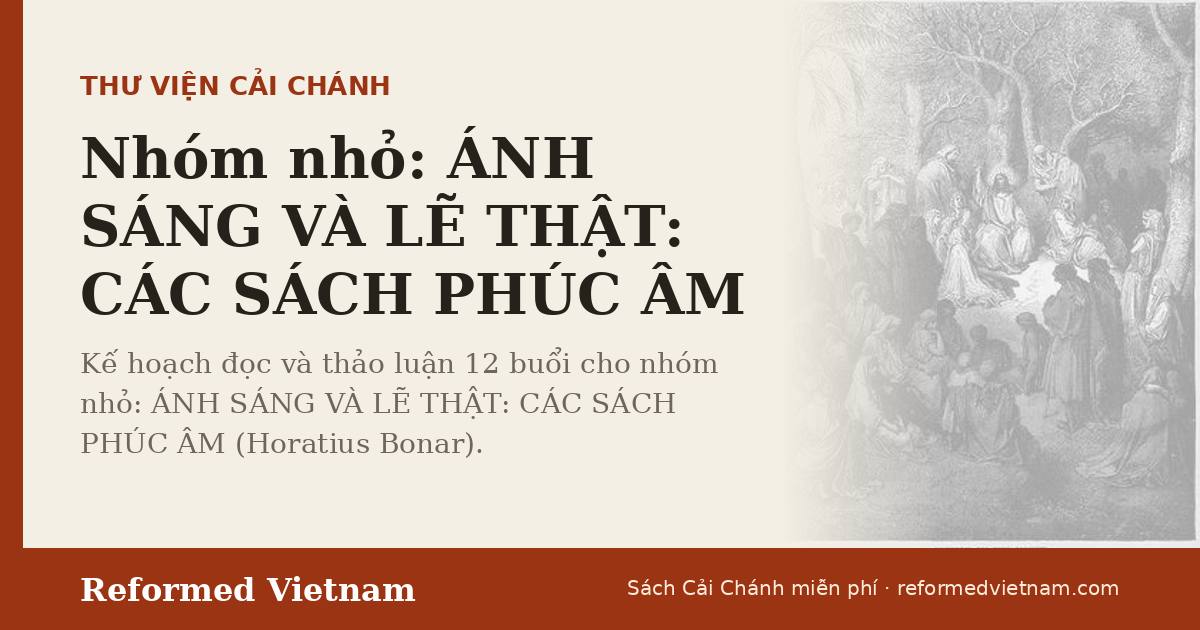 THƯ VIỆN CẢI CHÁNH
Nhóm nhỏ: ÁNH
SÁNG VÀ LẼ THẬT:
CÁC SÁCH PHÚC ÂM
Kế hoạch đọc và thảo luận 12 buổi cho nhóm
nhỏ: ÁNH SÁNG VÀ LẼ THẬT: CÁC SÁCH
PHÚC ÂM (Horatius Bonar).
Reformed Vietnam
Sách Cải Chánh miễn phí · reformedvietnam.com